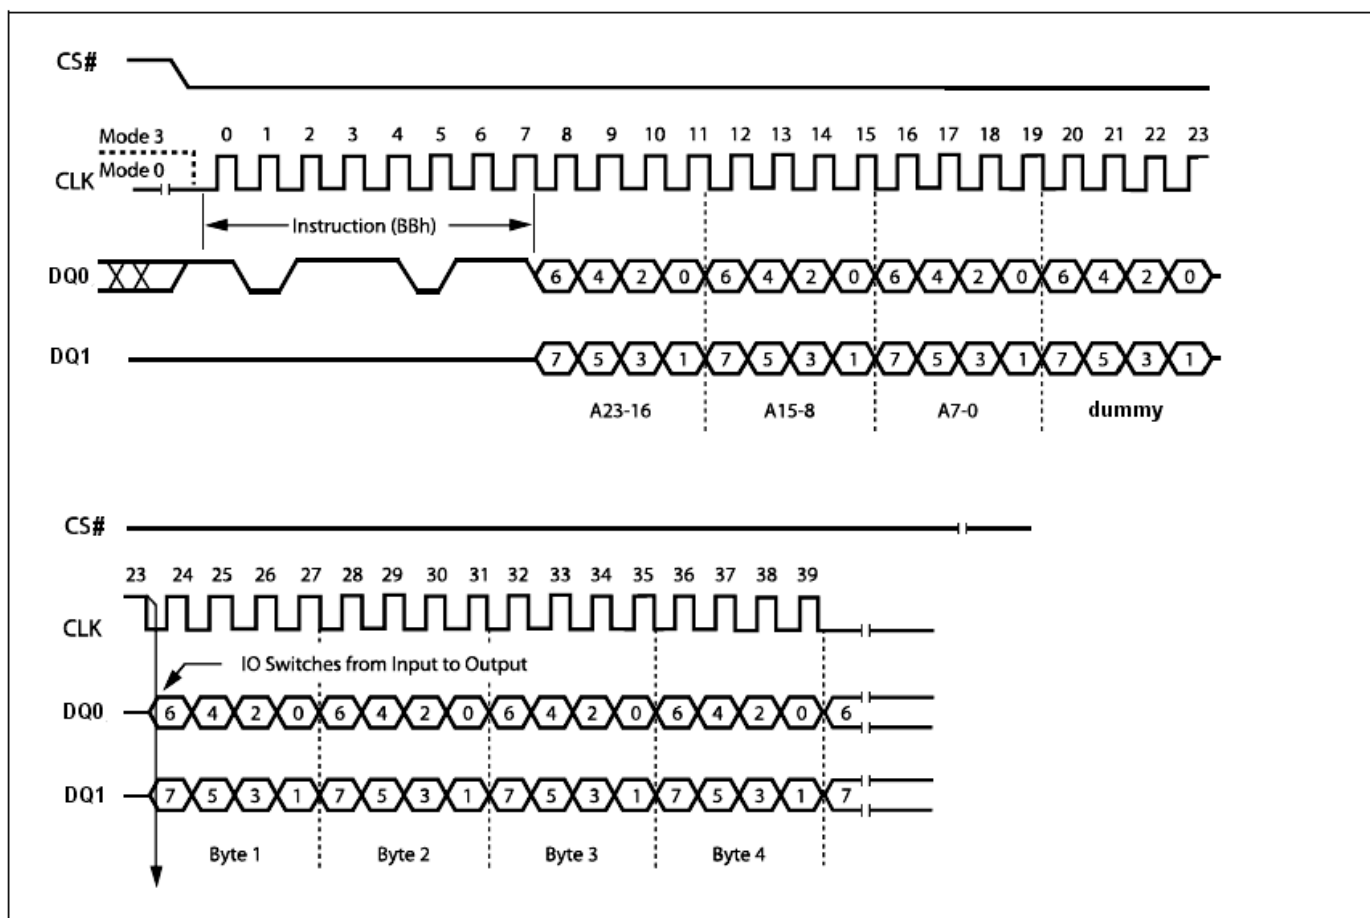 CS#
Mode 3
0 1 2 3 4 5 6 7 8 9 10 11 12 13 14 15 16 17 18 19 20 21 22 23
Mode 0
CLK
Instruction (BBh)
DQ0 6 4 2 0 6 4 2 0 6 4 2 0 6 4 2 0
DQ1 7 5 3 1 7 5 3 1 7 5 3 1 7 5 3 1
A23-16 A15-8 A7-0 dummy
CS#
23 24 25 26 27 28 29 30 31 32 33 34 35 36 37 38 39
CLK
IO Switches from Input to Output
DQ0 6 4 2 0 6 4 2 0 6 4 2 0 6 4 2 0 6
DQ1 7 5 3 1 7 5 3 1 7 5 3 1 7 5 3 1 7
Byte 1 Byte 2 Byte 3 Byte 4